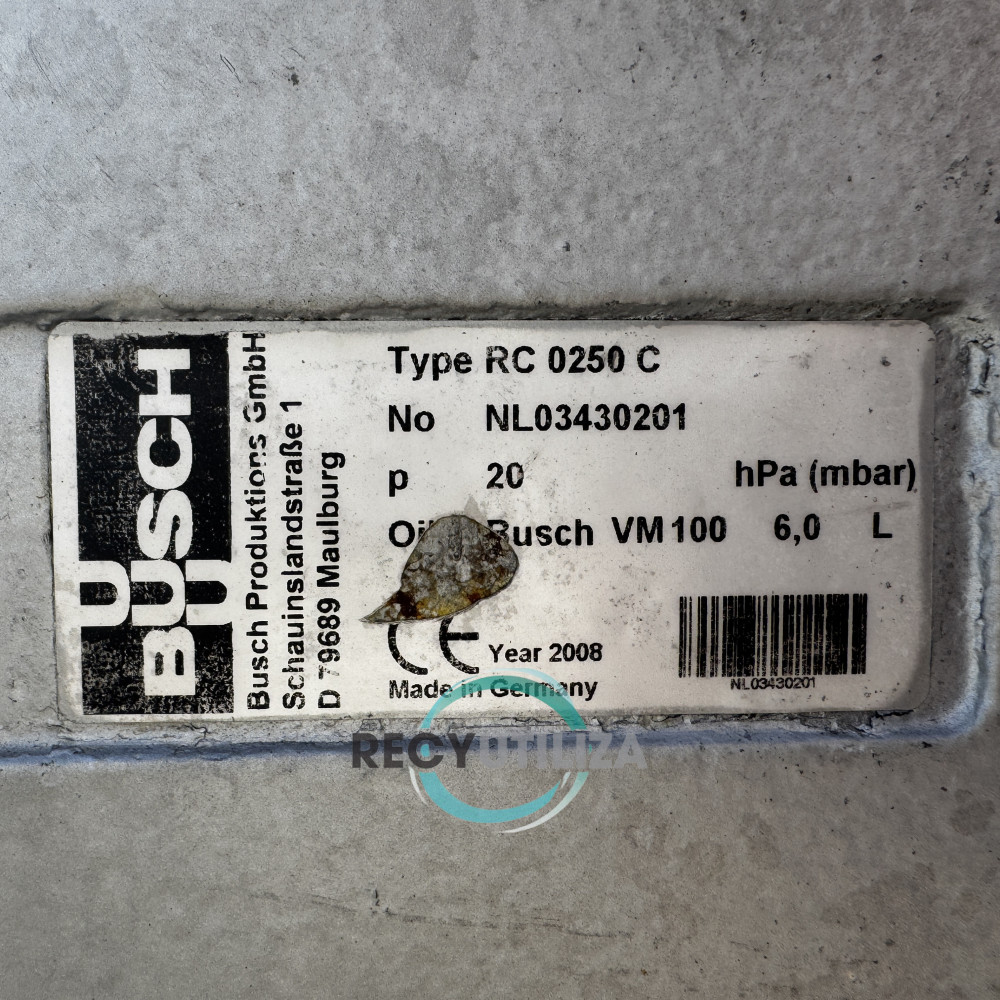 BUSCH
Busch Produktions GmbH
Schauinslandstraße 1
D 79689 Maulburg
Type RC 0250 C
No NL03430201
p 20 hPa (mbar)
Oil Busch VM 100 6,0 L
CE Year 2008
Made in Germany
NL03430201
RECYUTILIZA